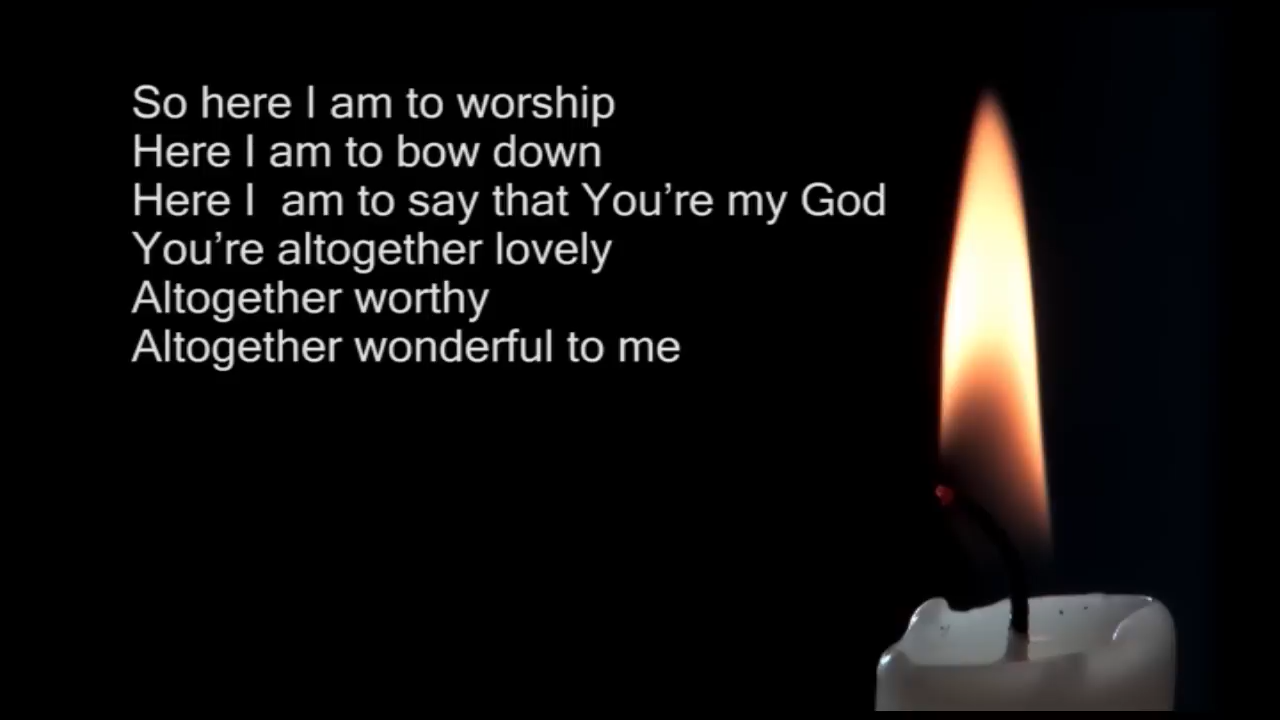 So here I am to worship
Here I am to bow down
Here I  am to say that You’re my God
You’re altogether lovely
Altogether worthy
Altogether wonderful to me